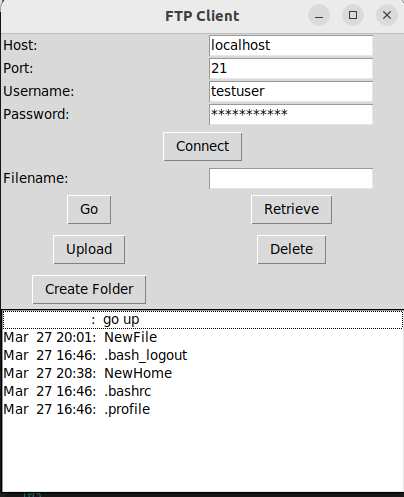 FTP Client
Host: localhost
Port: 21
Username: testuser
Password: ***********
Connect
Filename:
Go Retrieve
Upload Delete
Create Folder
: go up
Mar 27 20:01: NewFile
Mar 27 16:46: .bash_logout
Mar 27 20:38: NewHome
Mar 27 16:46: .bashrc
Mar 27 16:46: .profile